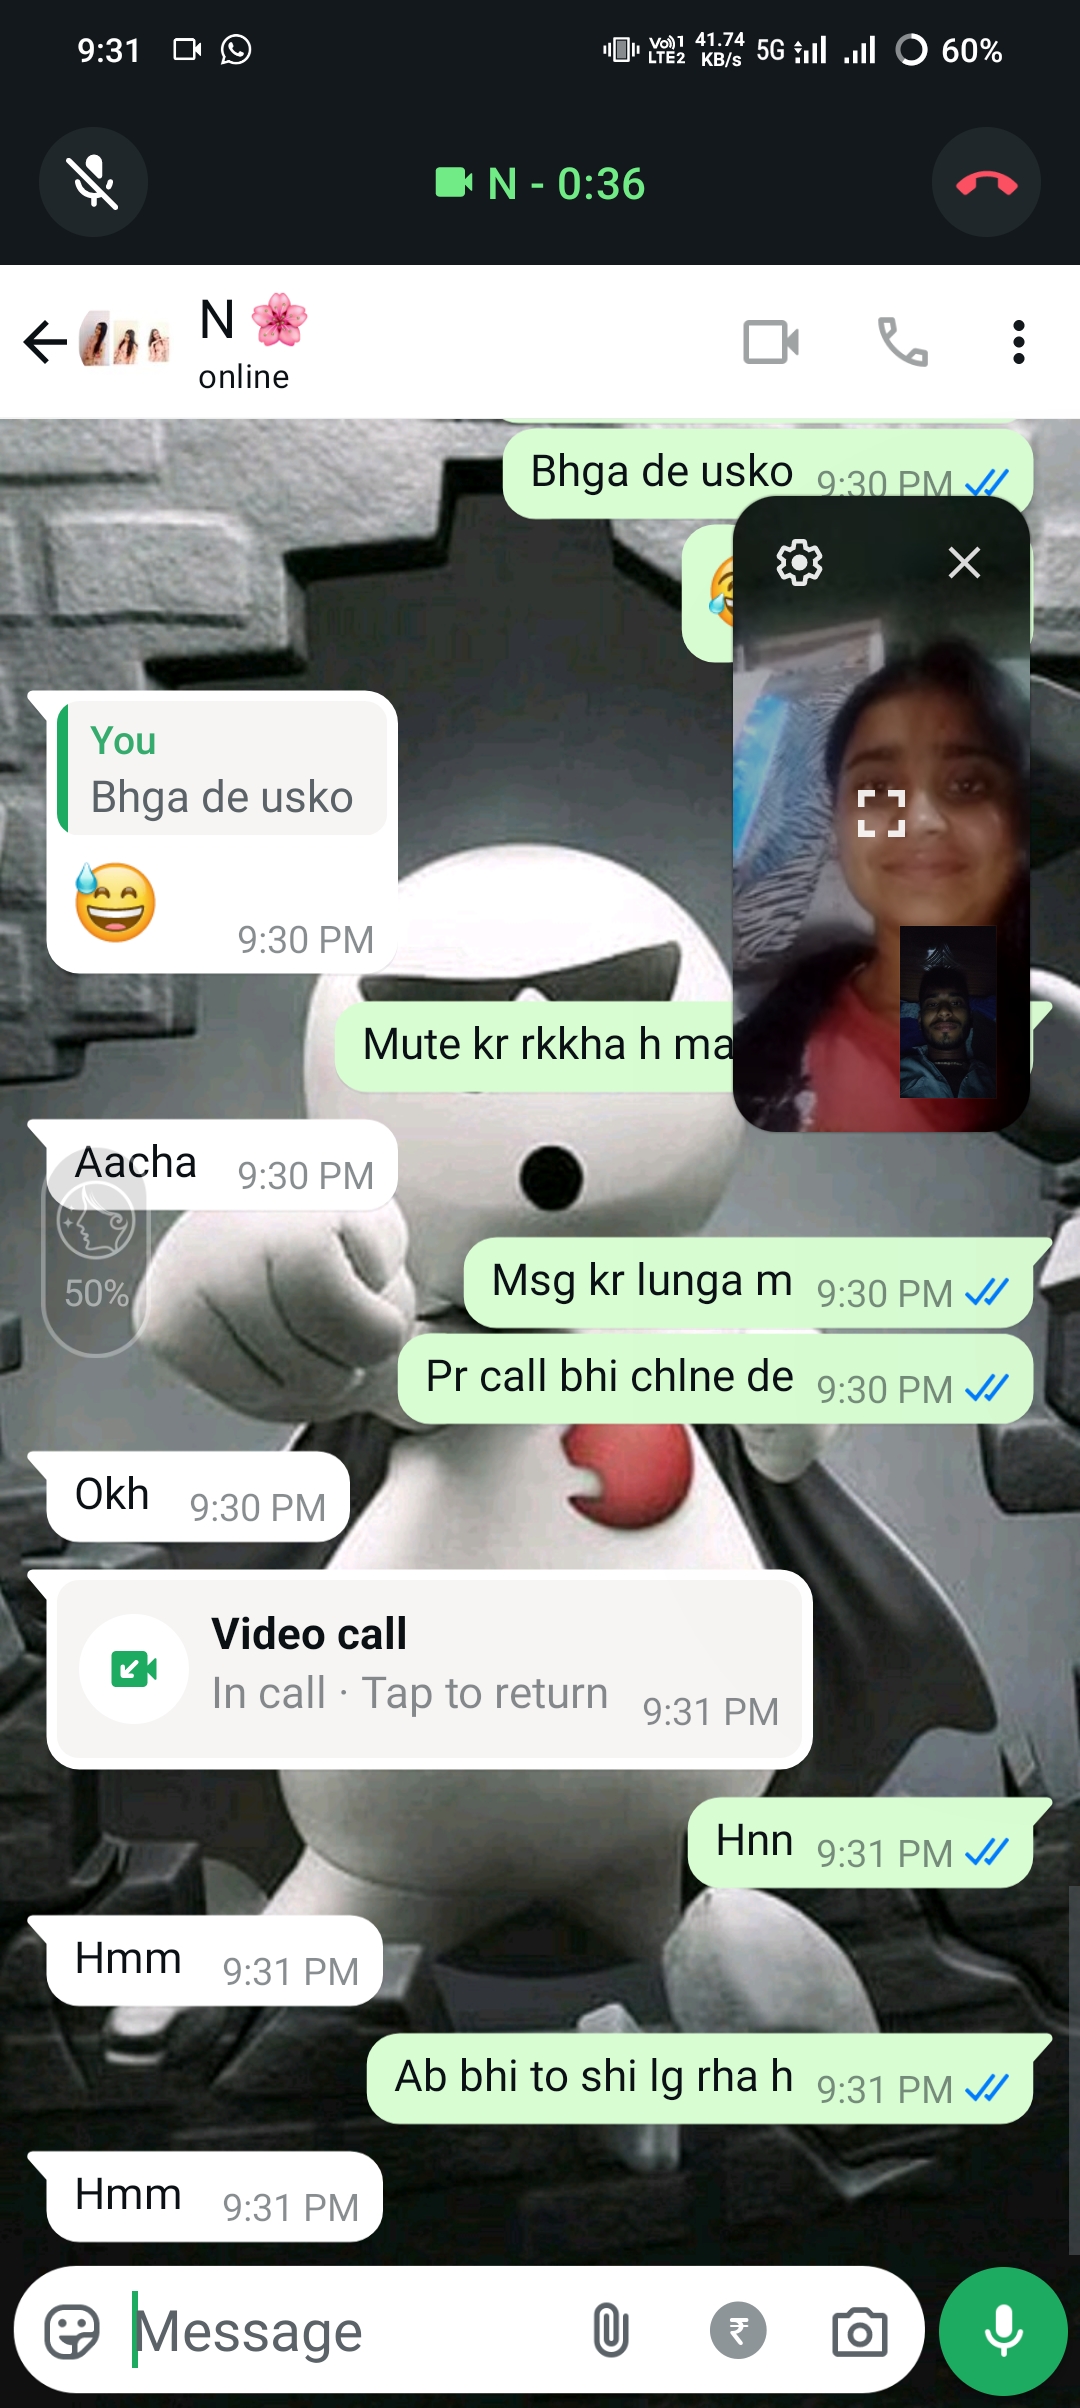 9:31 Vo)) 1 LTE2 41.74 KB/s 5G 60%
N - 0:36
N 🌸
online
Bhga de usko 9:30 PM
You
Bhga de usko
😅
9:30 PM
Mute kr rkkha h ma
Aacha 9:30 PM
50%
Msg kr lunga m 9:30 PM
Pr call bhi chlne de 9:30 PM
Okh 9:30 PM
Video call
In call · Tap to return 9:31 PM
Hnn 9:31 PM
Hmm 9:31 PM
Ab bhi to shi lg rha h 9:31 PM
Hmm 9:31 PM
Message ₹